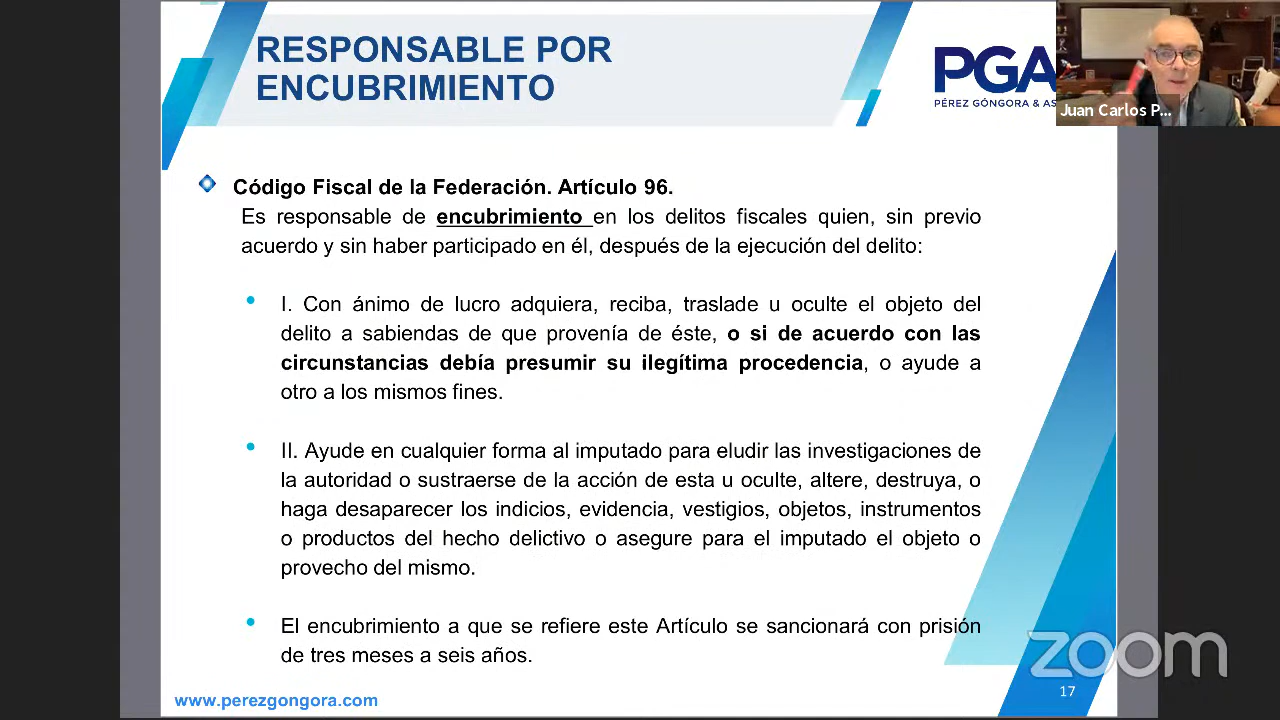 RESPONSABLE POR
ENCUBRIMIENTO
PGA
PÉREZ GÓNGORA & AS
Juan Carlos P...
Código Fiscal de la Federación. Artículo 96.
Es responsable de encubrimiento en los delitos fiscales quien, sin previo
acuerdo y sin haber participado en él, después de la ejecución del delito:
• I. Con ánimo de lucro adquiera, reciba, traslade u oculte el objeto del
delito a sabiendas de que provenía de éste, o si de acuerdo con las
circunstancias debía presumir su ilegítima procedencia, o ayude a
otro a los mismos fines.
• II. Ayude en cualquier forma al imputado para eludir las investigaciones de
la autoridad o sustraerse de la acción de esta u oculte, altere, destruya, o
haga desaparecer los indicios, evidencia, vestigios, objetos, instrumentos
o productos del hecho delictivo o asegure para el imputado el objeto o
provecho del mismo.
• El encubrimiento a que se refiere este Artículo se sancionará con prisión
de tres meses a seis años.
zoom
www.perezgongora.com
17